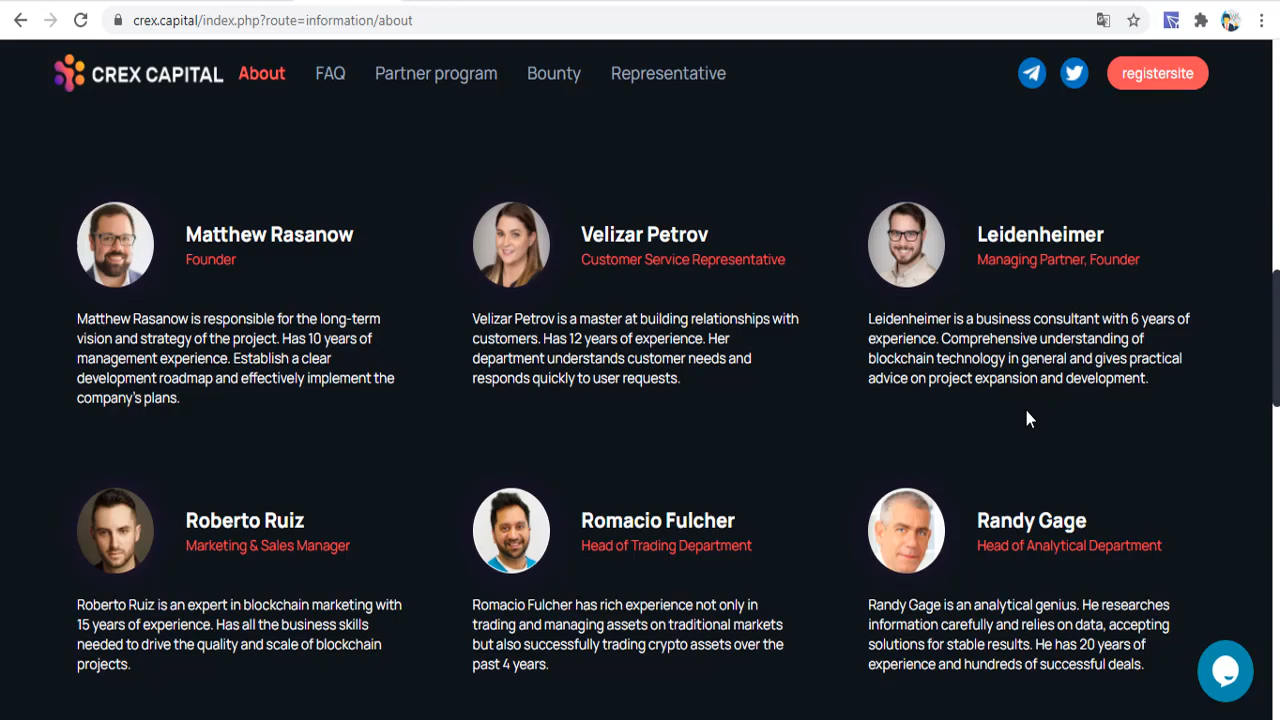 crex.capital/index.php?route=information/about
CREX CAPITAL About FAQ Partner program Bounty Representative registersite
Matthew Rasanow
Founder
Matthew Rasanow is responsible for the long-term
vision and strategy of the project. Has 10 years of
management experience. Establish a clear
development roadmap and effectively implement the
company's plans.
Velizar Petrov
Customer Service Representative
Velizar Petrov is a master at building relationships with
customers. Has 12 years of experience. Her
department understands customer needs and
responds quickly to user requests.
Leidenheimer
Managing Partner, Founder
Leidenheimer is a business consultant with 6 years of
experience. Comprehensive understanding of
blockchain technology in general and gives practical
advice on project expansion and development.
Roberto Ruiz
Marketing & Sales Manager
Roberto Ruiz is an expert in blockchain marketing with
15 years of experience. Has all the business skills
needed to drive the quality and scale of blockchain
projects.
Romacio Fulcher
Head of Trading Department
Romacio Fulcher has rich experience not only in
trading and managing assets on traditional markets
but also successfully trading crypto assets over the
past 4 years.
Randy Gage
Head of Analytical Department
Randy Gage is an analytical genius. He researches
information carefully and relies on data, accepting
solutions for stable results. He has 20 years of
experience and hundreds of successful deals.